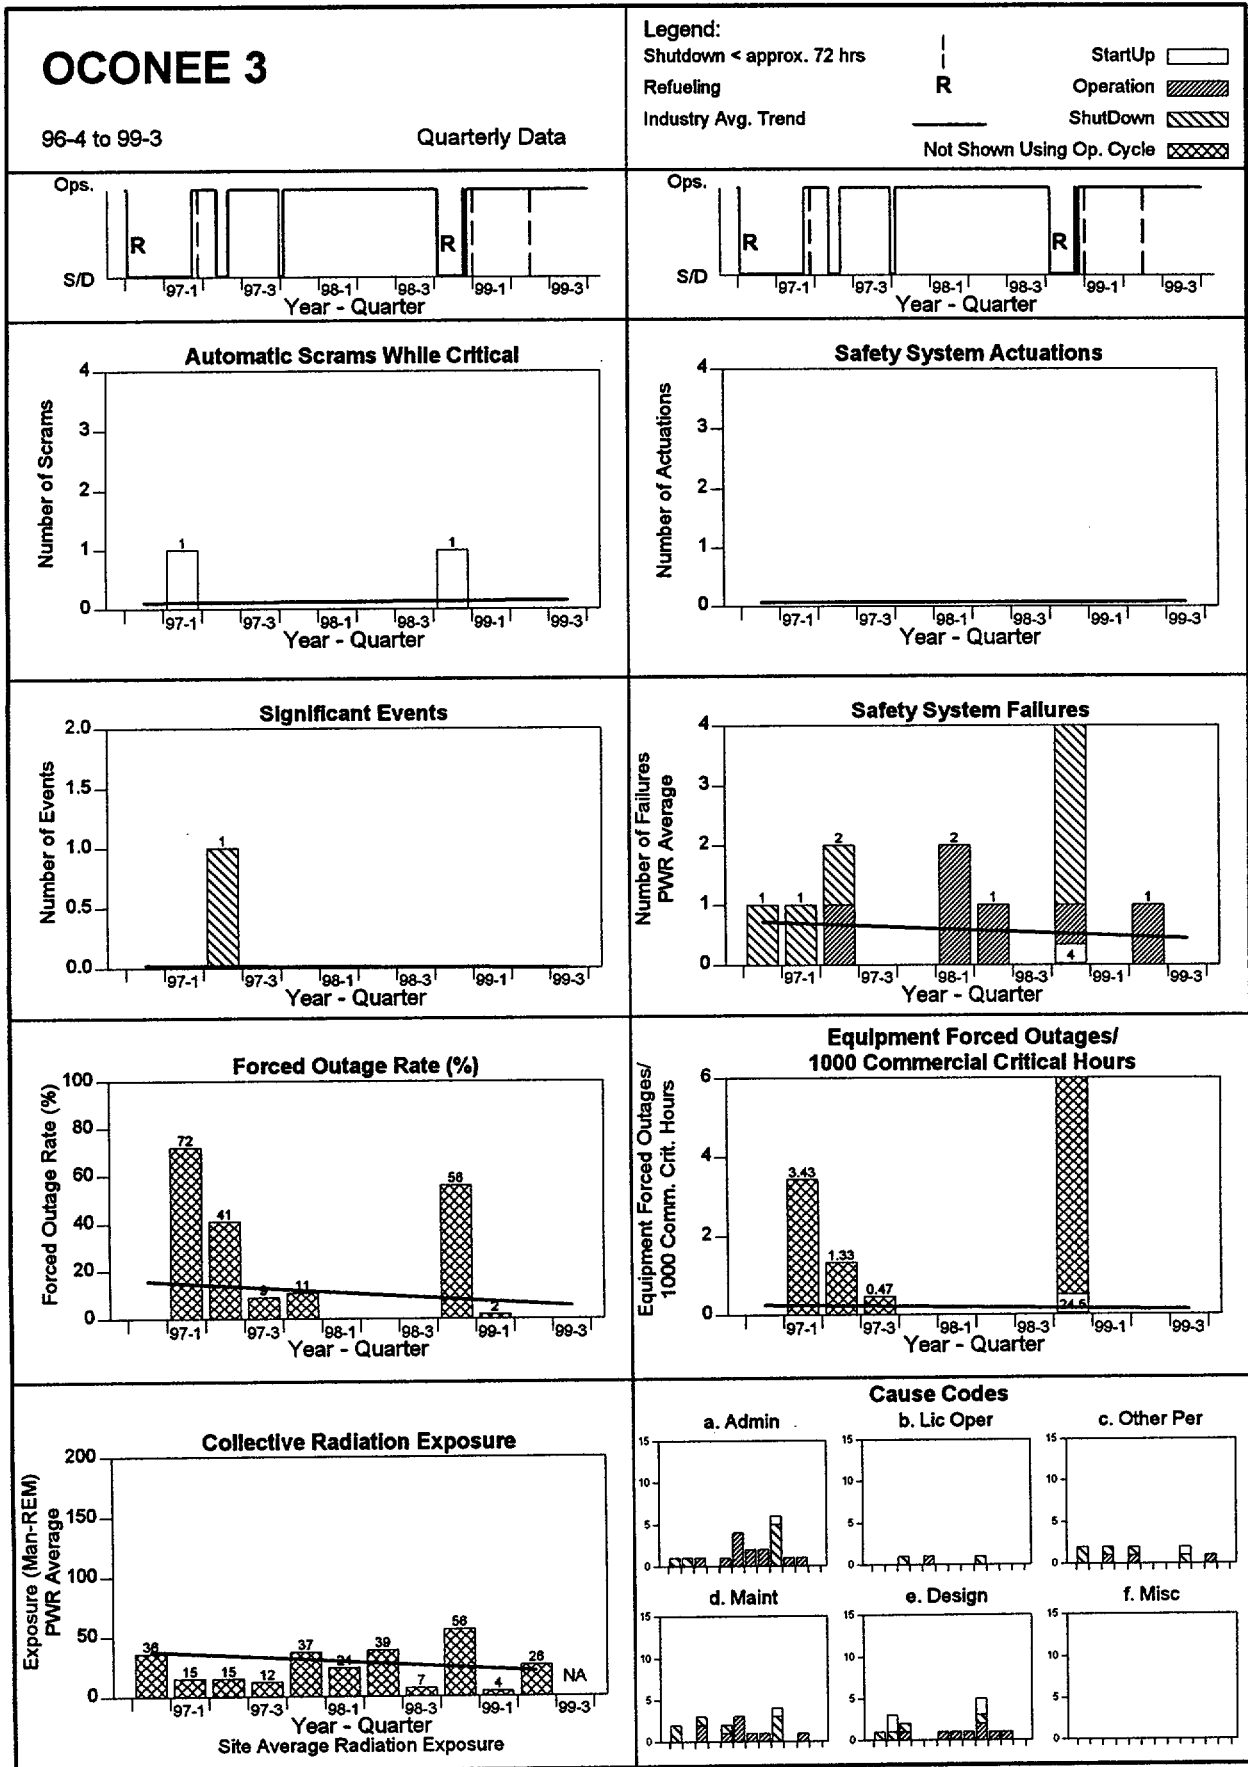 OCONEE 3
96-4 to 99-3 Quarterly Data
Legend:
Shutdown < approx. 72 hrs
Refueling R
Industry Avg. Trend
StartUp
Operation
ShutDown
Not Shown Using Op. Cycle
Ops.
R R
S/D
97-1 97-3 98-1 98-3 99-1 99-3
Year - Quarter
Ops.
R R
S/D
97-1 97-3 98-1 98-3 99-1 99-3
Year - Quarter
Automatic Scrams While Critical
Number of Scrams
4
3
2
1
0
1 1
97-1 97-3 98-1 98-3 99-1 99-3
Year - Quarter
Safety System Actuations
Number of Actuations
4
3
2
1
0
97-1 97-3 98-1 98-3 99-1 99-3
Year - Quarter
Significant Events
Number of Events
2.0
1.5
1.0
0.5
0.0
1
97-1 97-3 98-1 98-3 99-1 99-3
Year - Quarter
Safety System Failures
Number of Failures
PWR Average
4
3
2
1
0
1 1 2 2 1 4 1
97-1 97-3 98-1 98-3 99-1 99-3
Year - Quarter
Forced Outage Rate (%)
Forced Outage Rate (%)
100
80
60
40
20
0
72 41 9 11 56 2
97-1 97-3 98-1 98-3 99-1 99-3
Year - Quarter
Equipment Forced Outages/
1000 Commercial Critical Hours
Equipment Forced Outages/
1000 Comm. Crit. Hours
6
4
2
0
3.43 1.33 0.47
97-1 97-3 98-1 98-3 99-1 99-3
Year - Quarter
Collective Radiation Exposure
Exposure (Man-REM)
PWR Average
200
150
100
50
0
15 15 12 37 39 7 56 4 NA
97-1 97-3 98-1 98-3 99-1 99-3
Year - Quarter
Site Average Radiation Exposure
Cause Codes
a. Admin
15
10
5
0
b. Lic Oper
15
10
5
0
c. Other Per
15
10
5
0
d. Maint
15
10
5
0
e. Design
15
10
5
0
f. Misc
15
10
5
0